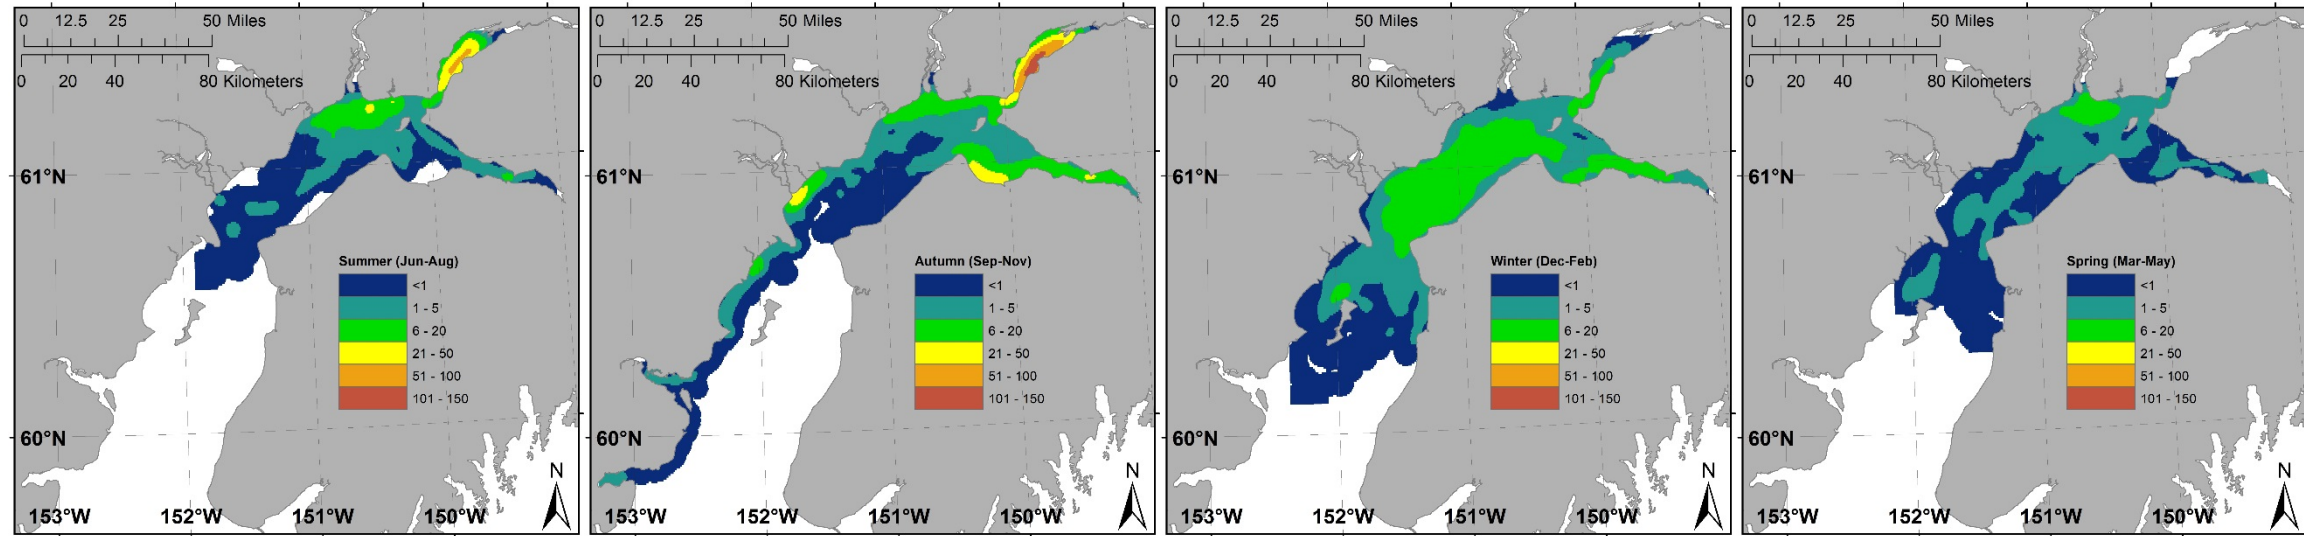 0 12.5 25 50 Miles
0 20 40 80 Kilometers
61°N
Summer (Jun-Aug)
<1
1 - 5
6 - 20
21 - 50
51 - 100
101 - 150
60°N
N
153°W 152°W 151°W 150°W
0 12.5 25 50 Miles
0 20 40 80 Kilometers
61°N
Autumn (Sep-Nov)
<1
1 - 5
6 - 20
21 - 50
51 - 100
101 - 150
60°N
N
153°W 152°W 151°W 150°W
0 12.5 25 50 Miles
0 20 40 80 Kilometers
61°N
Winter (Dec-Feb)
<1
1 - 5
6 - 20
21 - 50
51 - 100
101 - 150
60°N
N
153°W 152°W 151°W 150°W
0 12.5 25 50 Miles
0 20 40 80 Kilometers
61°N
Spring (Mar-May)
<1
1 - 5
6 - 20
21 - 50
51 - 100
101 - 150
60°N
N
153°W 152°W 151°W 150°W